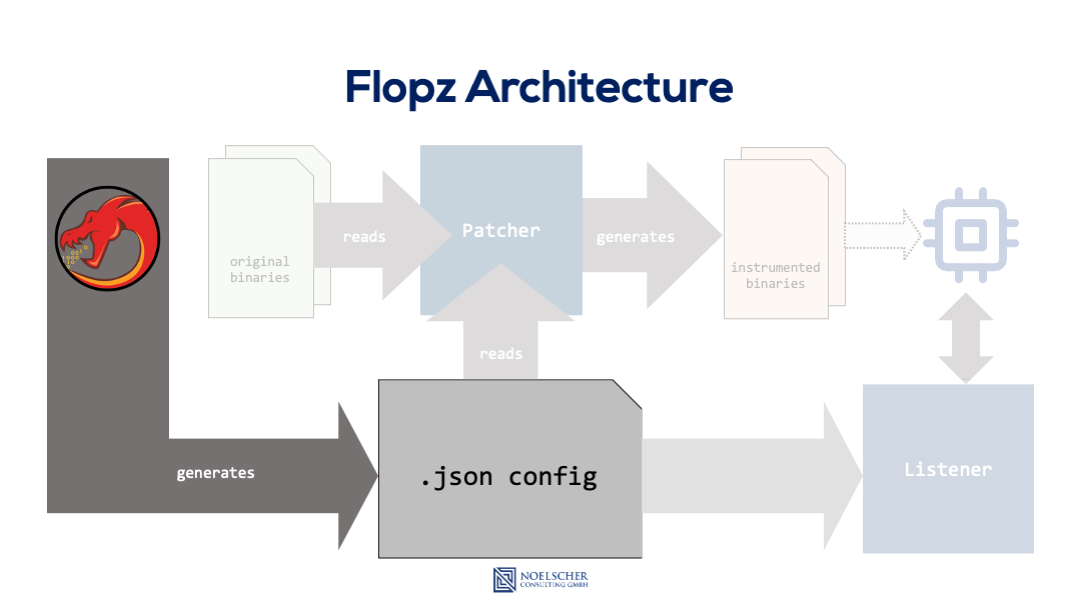 Flopz Architecture
original
binaries
reads
Patcher
generates
instrumented
binaries
reads
generates
.json config
Listener
NOELSCHER
CONSULTING GMBH